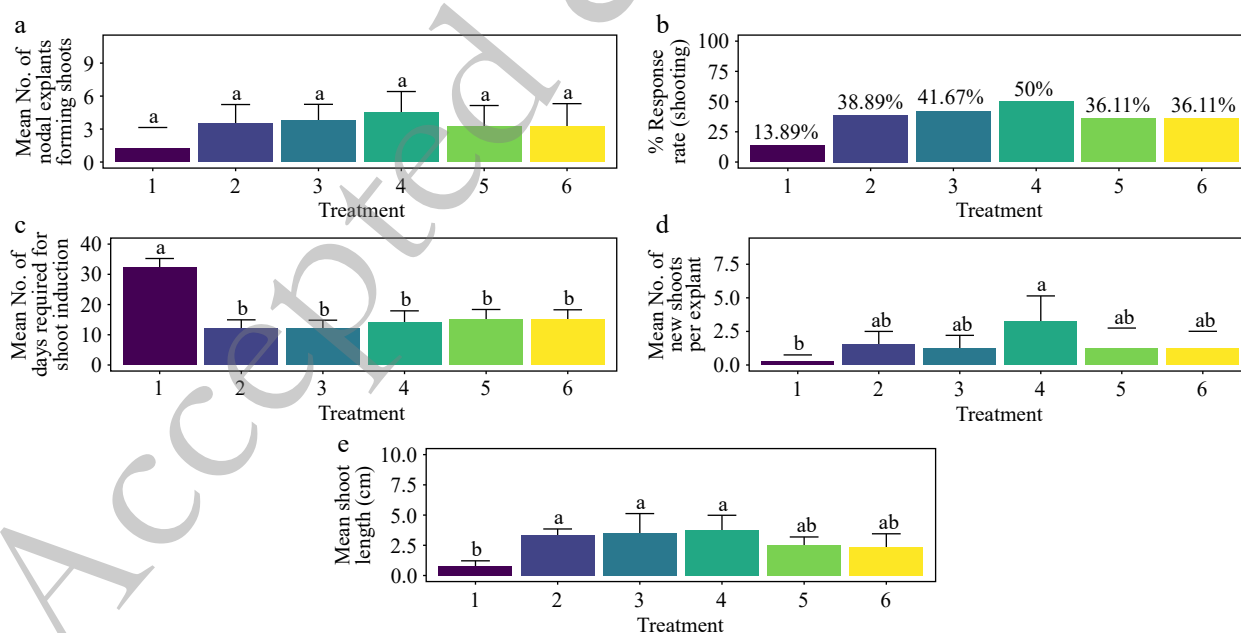 a
Mean No. of
nodal explants
forming shoots
9
6
3
0
a
a
a
a
a
a
1 2 3 4 5 6
Treatment
b
% Response
rate (shooting)
100
75
50
25
0
13.89%
38.89%
41.67%
50%
36.11%
36.11%
1 2 3 4 5 6
Treatment
c
Mean No. of
days required for
shoot induction
40
30
20
10
0
a
b
b
b
b
b
1 2 3 4 5 6
Treatment
d
Mean No. of
new shoots
per explant
7.5
5.0
2.5
0.0
b
ab
ab
a
ab
ab
1 2 3 4 5 6
Treatment
e
Mean shoot
length (cm)
10.0
7.5
5.0
2.5
0.0
b
a
a
a
ab
ab
1 2 3 4 5 6
Treatment
Accepted